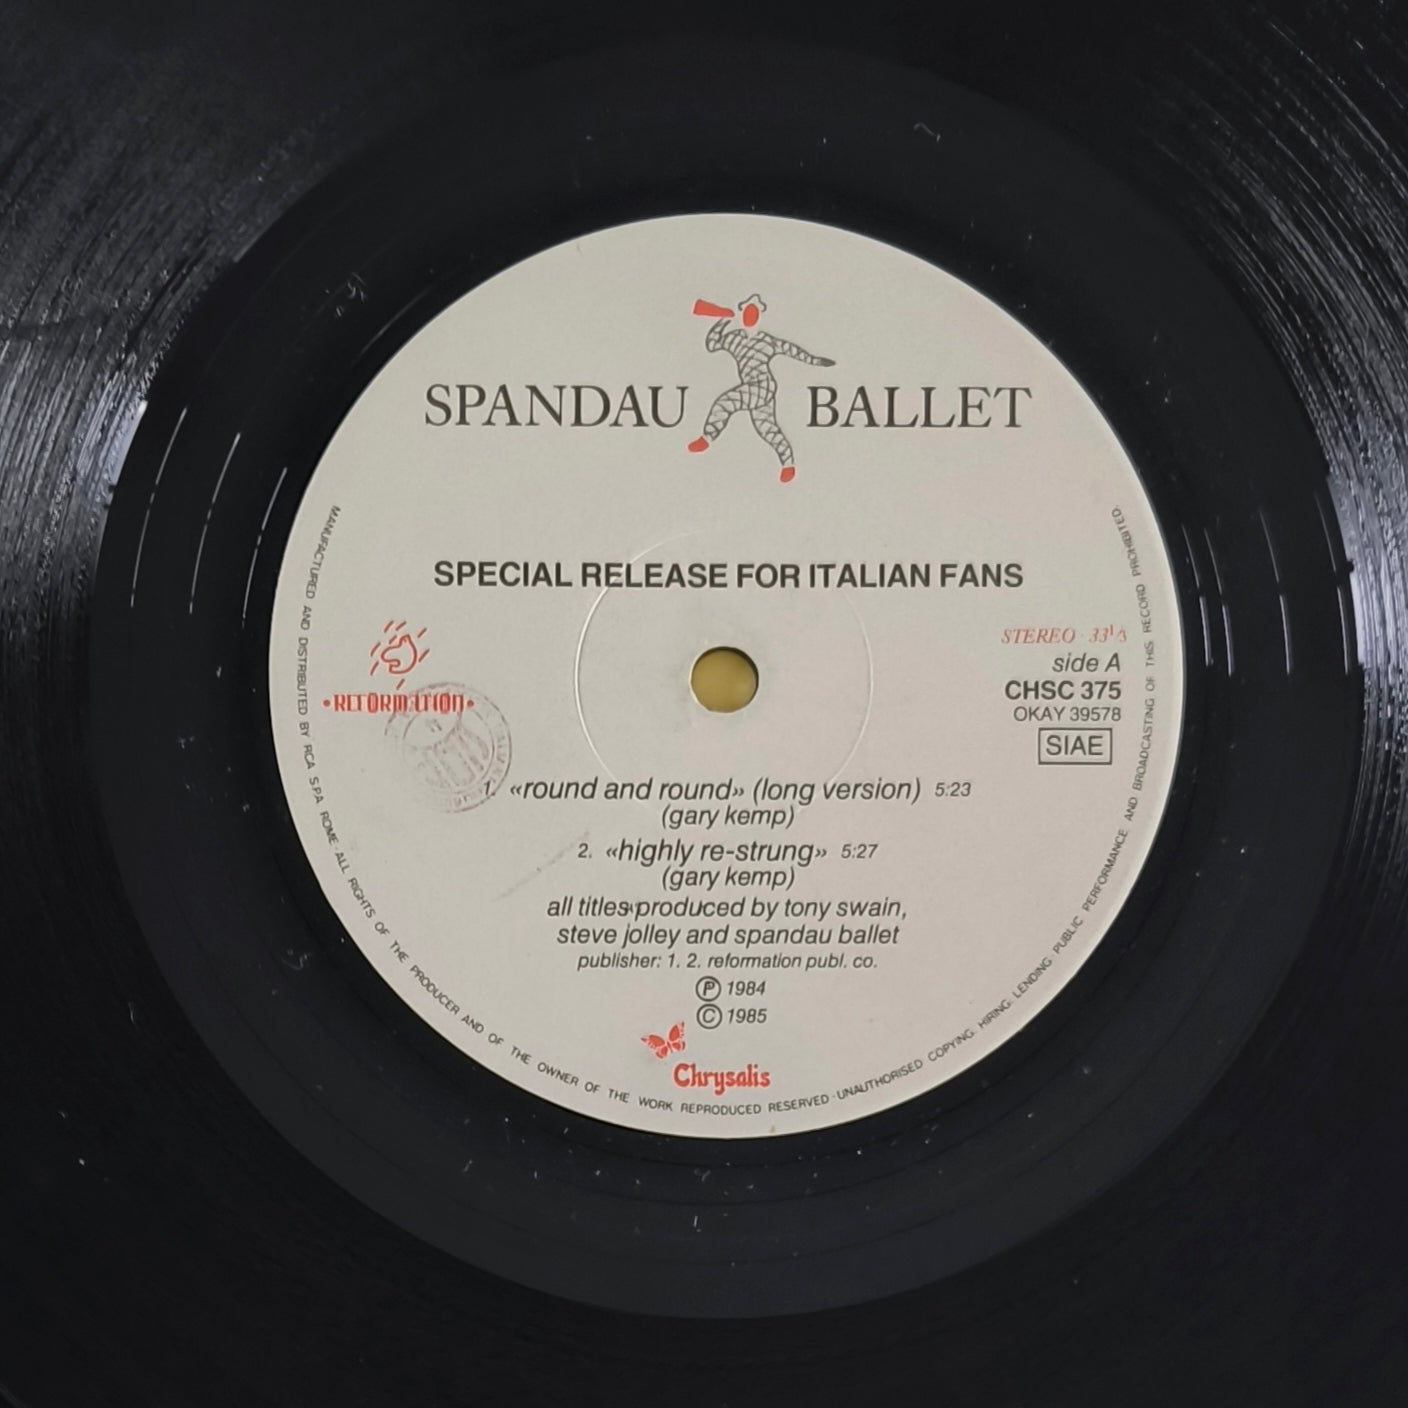 SPANDAU BALLET
SPECIAL RELEASE FOR ITALIAN FANS
REFORMATION
STEREO · 33 1/3
side A
CHSC 375
OKAY 39578
SIAE
1. «round and round» (long version) 5:23
(gary kemp)
2. «highly re-strung» 5:27
(gary kemp)
all titles produced by tony swain,
steve jolley and spandau ballet
publisher: 1. 2. reformation publ. co.
Ⓟ 1984
© 1985
Chrysalis
MANUFACTURED AND DISTRIBUTED BY RCA S.P.A. ROME · ALL RIGHTS OF THE PRODUCER AND OF THE OWNER OF THE WORK REPRODUCED RESERVED · UNAUTHORISED COPYING, HIRING, LENDING, PUBLIC PERFORMANCE AND BROADCASTING OF THIS RECORD PROHIBITED.